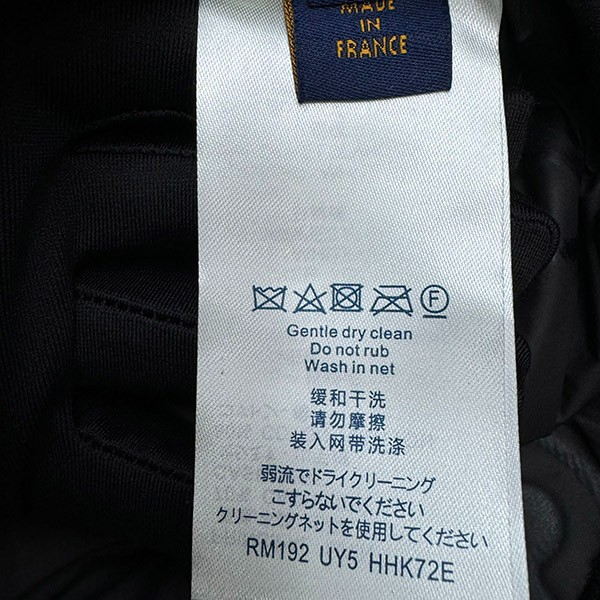 MADE
IN
FRANCE
F
Gentle dry clean
Do not rub
Wash in net
缓和干洗
请勿摩擦
装入网带洗涤
弱流でドライクリーニング
こすらないでください
クリーニングネットを使用してください
RM192 UY5 HHK72E